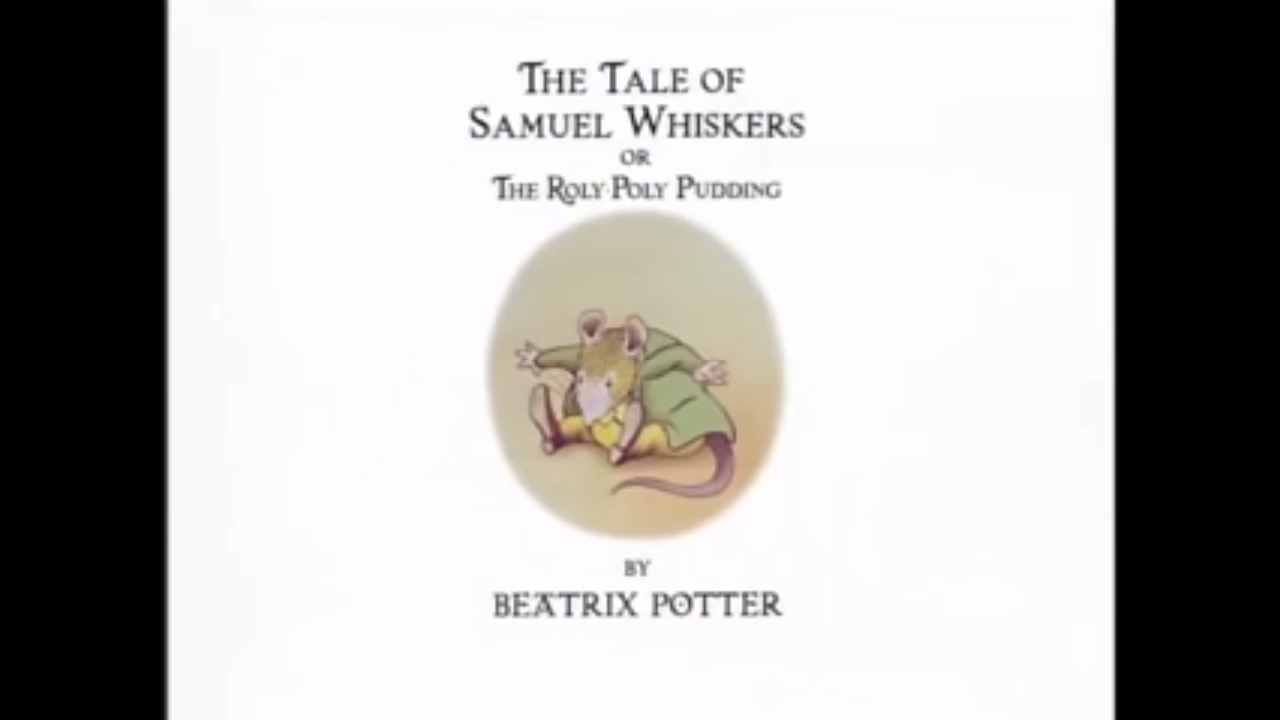 The Tale of
Samuel Whiskers
or
The Roly-Poly Pudding
by
Beatrix Potter